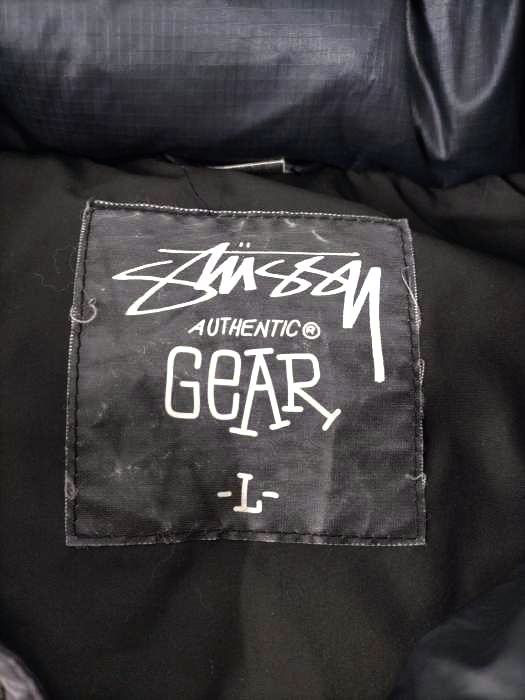 Stüssy
AUTHENTIC®
GEAR
-L-